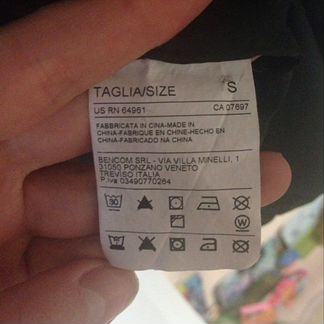 TAGLIA/SIZE S
US RN 64961 CA 07697
FABBRICATA IN CINA-MADE IN
CHINA-FABRIQUE EN CHINE-HECHO EN
CHINA-FABRICADO NA CHINA
BENCOM SRL - VIA VILLA MINELLI, 1
31050 PONZANO VENETO
TREVISO ITALIA
P. Iva 03490770264
30
W